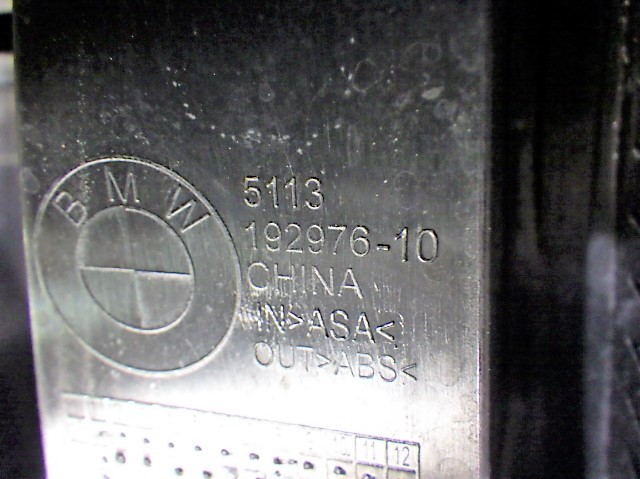 BMW
5113
192976-10
CHINA
IN>ASA<
OUT>ABS<
11 12